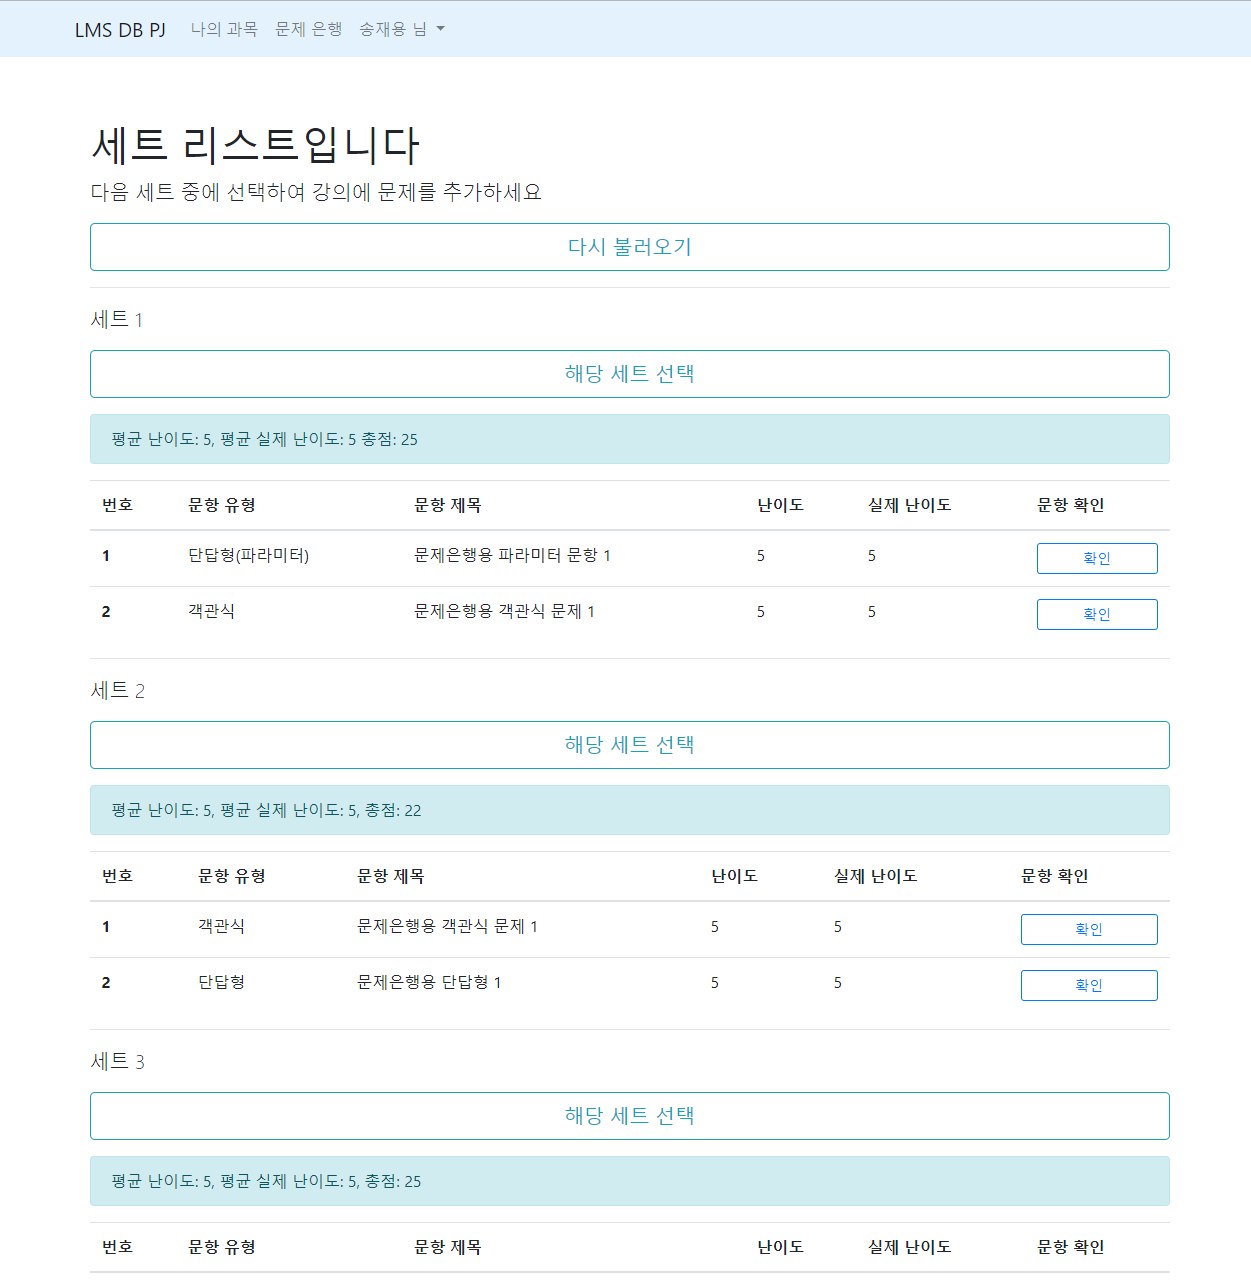 LMS DB PJ 나의 과목 문제 은행 송재용 님
세트 리스트입니다
다음 세트 중에 선택하여 강의에 문제를 추가하세요
다시 불러오기
세트 1
해당 세트 선택
평균 난이도: 5, 평균 실제 난이도: 5 총점: 25
번호 문항 유형 문항 제목 난이도 실제 난이도 문항 확인
1 단답형(파라미터) 문제은행용 파라미터 문항 1 5 5 확인
2 객관식 문제은행용 객관식 문제 1 5 5 확인
세트 2
해당 세트 선택
평균 난이도: 5, 평균 실제 난이도: 5, 총점: 22
번호 문항 유형 문항 제목 난이도 실제 난이도 문항 확인
1 객관식 문제은행용 객관식 문제 1 5 5 확인
2 단답형 문제은행용 단답형 1 5 5 확인
세트 3
해당 세트 선택
평균 난이도: 5, 평균 실제 난이도: 5, 총점: 25
번호 문항 유형 문항 제목 난이도 실제 난이도 문항 확인